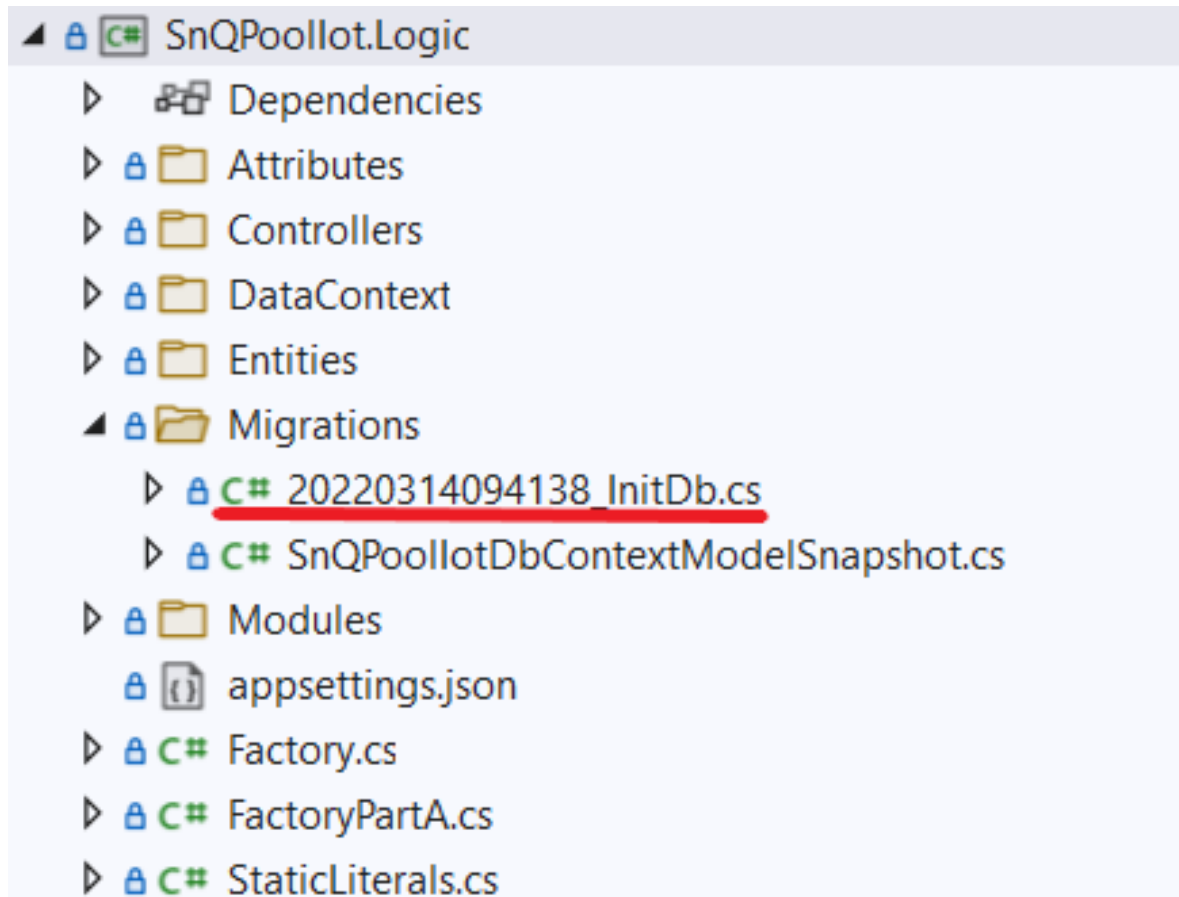 C# SnQPoolIot.Logic
Dependencies
Attributes
Controllers
DataContext
Entities
Migrations
C# 20220314094138_InitDb.cs
C# SnQPoolIotDbContextModelSnapshot.cs
Modules
{} appsettings.json
C# Factory.cs
C# FactoryPartA.cs
C# StaticLiterals.cs